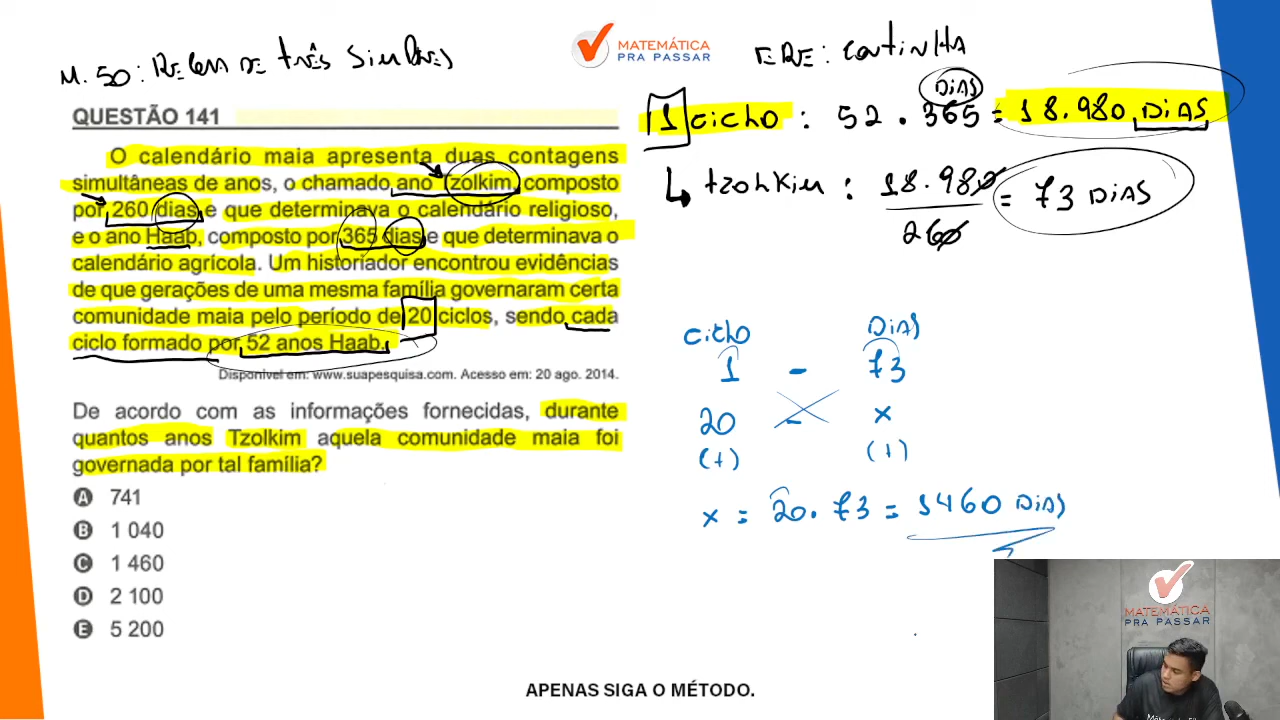 M. 50: REGRA DE TRÊS SIMPLES
MATEMÁTICA
PRA PASSAR
ERE: CONTINHA
QUESTÃO 141
O calendário maia apresenta duas contagens
simultâneas de anos, o chamado ano Tzolkim, composto
por 260 dias e que determinava o calendário religioso,
e o ano Haab, composto por 365 dias e que determinava o
calendário agrícola. Um historiador encontrou evidências
de que gerações de uma mesma família governaram certa
comunidade maia pelo período de 20 ciclos, sendo cada
ciclo formado por 52 anos Haab.
Disponível em: www.suapesquisa.com. Acesso em: 20 ago. 2014.
De acordo com as informações fornecidas, durante
quantos anos Tzolkim aquela comunidade maia foi
governada por tal família?
A 741
B 1 040
C 1 460
D 2 100
E 5 200
DIAS
1 ciclo : 52 . 365 = 18.980 DIAS
tzolkim : 18.980 = 73 DIAS
260
ciclo DIAS
1 - 73
20 - x
(+) (+)
x = 20 . 73 = 1460 DIAS
MATEMÁTICA
PRA PASSAR
APENAS SIGA O MÉTODO.